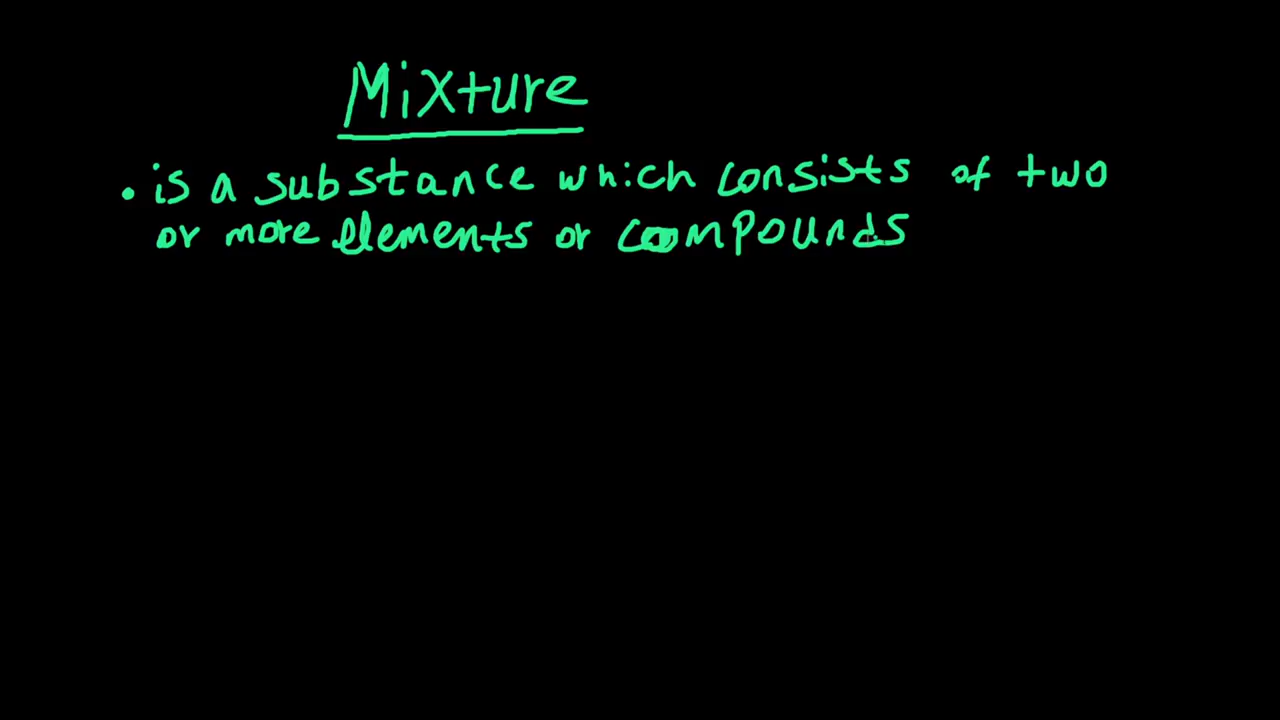 Mixture
• is a substance which consists of two
or more elements or compounds